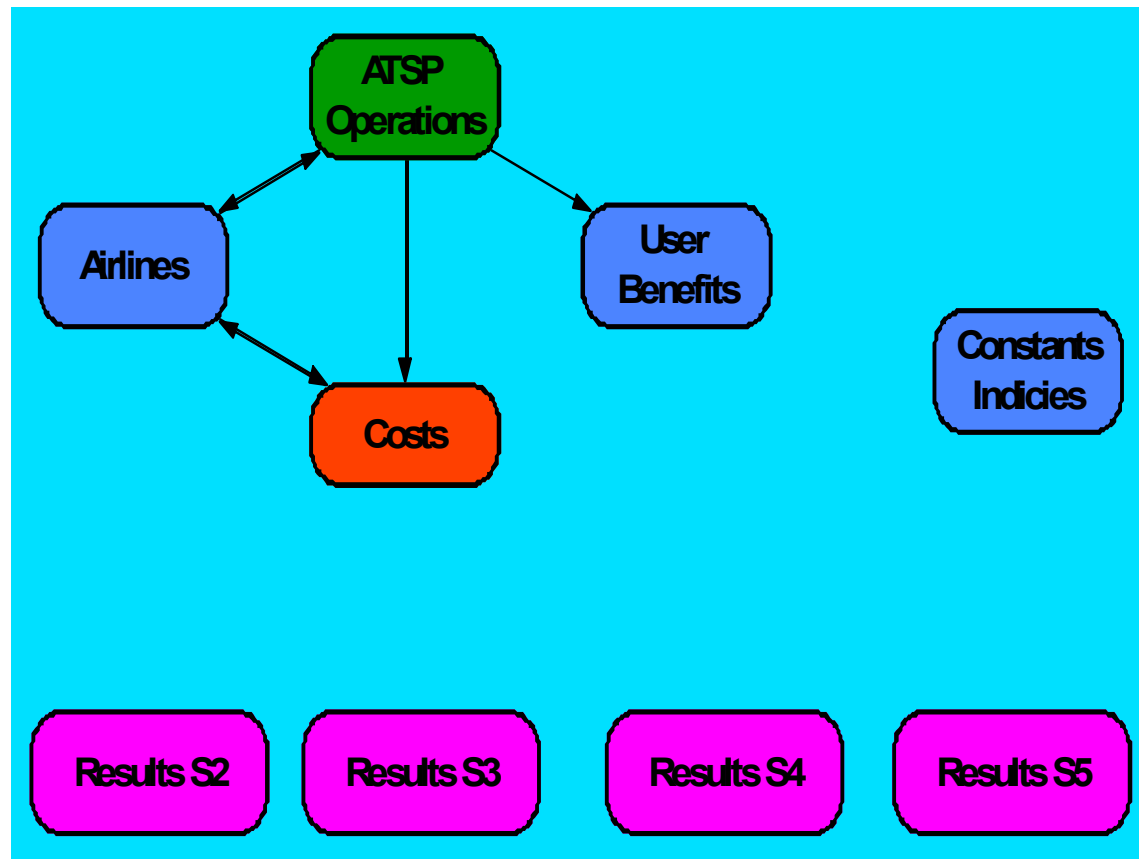 ATSP
Operations
Airlines
User
Benefits
Constants
Indicies
Costs
Results S2
Results S3
Results S4
Results S5